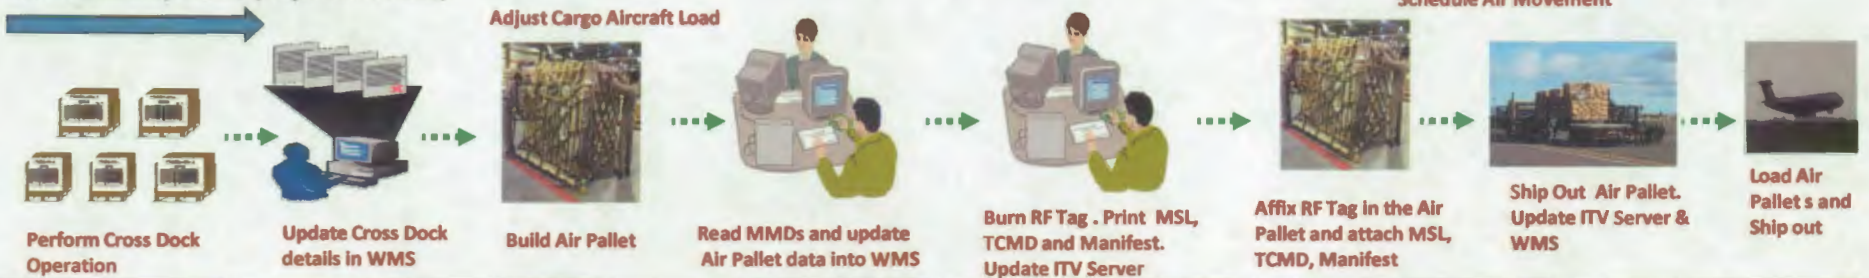 Adjust Cargo Aircraft Load
Schedule Air Movement
Perform Cross Dock
Operation
Update Cross Dock
details in WMS
Build Air Pallet
Read MMDs and update
Air Pallet data into WMS
Burn RF Tag . Print MSL,
TCMD and Manifest.
Update ITV Server
Affix RF Tag in the Air
Pallet and attach MSL,
TCMD, Manifest
Ship Out Air Pallet.
Update ITV Server &
WMS
Load Air
Pallet s and
Ship out